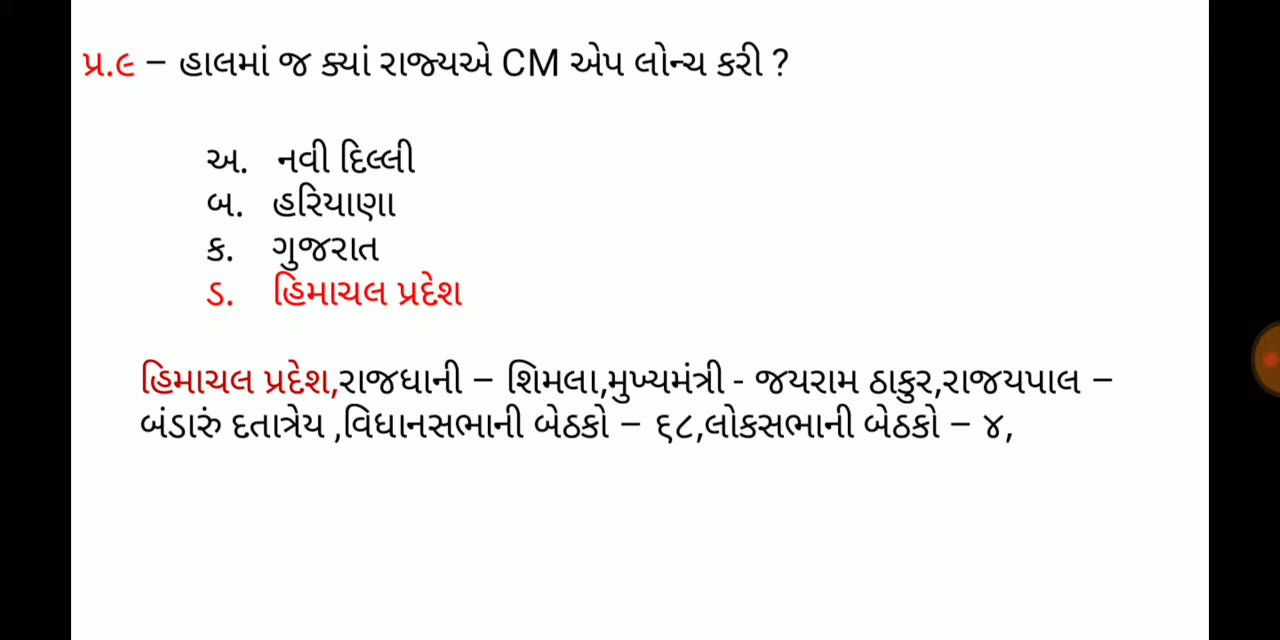 પ્ર.૯ – હાલમાં જ ક્યાં રાજ્યએ CM એપ લોન્ચ કરી ?
અ. નવી દિલ્લી
બ. હરિયાણા
ક. ગુજરાત
ડ. હિમાચલ પ્રદેશ
હિમાચલ પ્રદેશ,રાજધાની – શિમલા,મુખ્યમંત્રી - જયરામ ઠાકુર,રાજયપાલ –
બંડારું દતાત્રેય ,વિધાનસભાની બેઠકો – ૬૮,લોકસભાની બેઠકો – ૪,